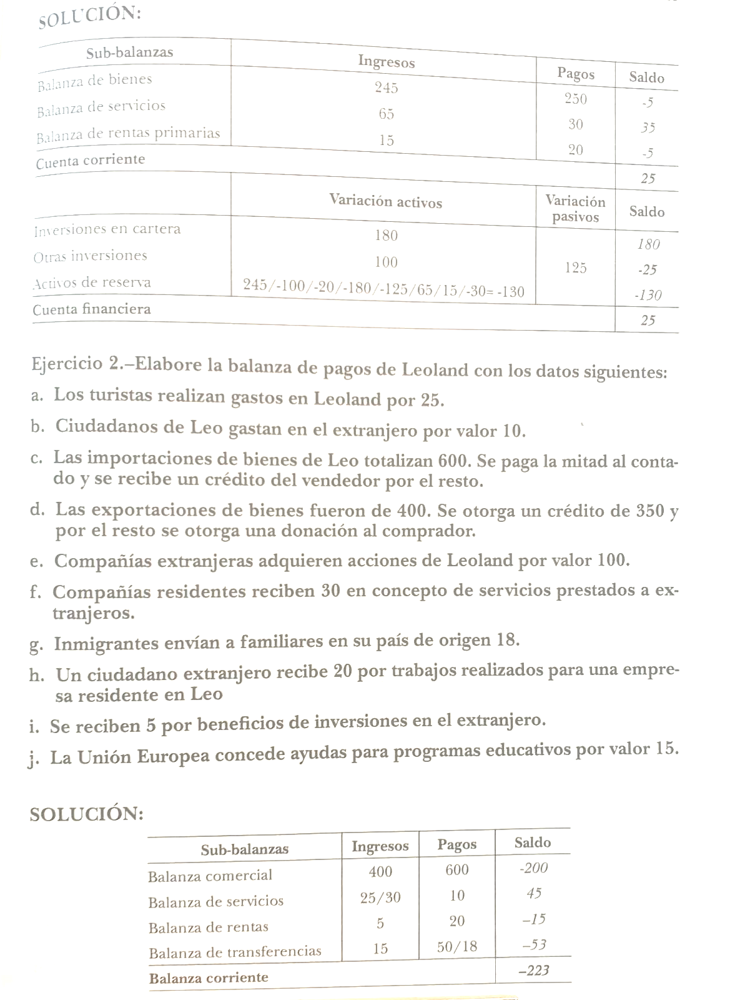 SOLUCIÓN:
Sub-balanzas Ingresos Pagos Saldo
Balanza de bienes 245 250 -5
Balanza de servicios 65 30 35
Balanza de rentas primarias 15 20 -5
Cuenta corriente 25
Variación activos Variación pasivos Saldo
Inversiones en cartera 180 180
Otras inversiones 100 125 -25
Activos de reserva 245/-100/-20/-180/-125/65/15/-30= -130 -130
Cuenta financiera 25
Ejercicio 2.–Elabore la balanza de pagos de Leoland con los datos siguientes:
a. Los turistas realizan gastos en Leoland por 25.
b. Ciudadanos de Leo gastan en el extranjero por valor 10.
c. Las importaciones de bienes de Leo totalizan 600. Se paga la mitad al conta-
do y se recibe un crédito del vendedor por el resto.
d. Las exportaciones de bienes fueron de 400. Se otorga un crédito de 350 y
por el resto se otorga una donación al comprador.
e. Compañías extranjeras adquieren acciones de Leoland por valor 100.
f. Compañías residentes reciben 30 en concepto de servicios prestados a ex-
tranjeros.
g. Inmigrantes envían a familiares en su país de origen 18.
h. Un ciudadano extranjero recibe 20 por trabajos realizados para una empre-
sa residente en Leo
i. Se reciben 5 por beneficios de inversiones en el extranjero.
j. La Unión Europea concede ayudas para programas educativos por valor 15.
SOLUCIÓN:
Sub-balanzas Ingresos Pagos Saldo
Balanza comercial 400 600 -200
Balanza de servicios 25/30 10 45
Balanza de rentas 5 20 –15
Balanza de transferencias 15 50/18 –53
Balanza corriente –223